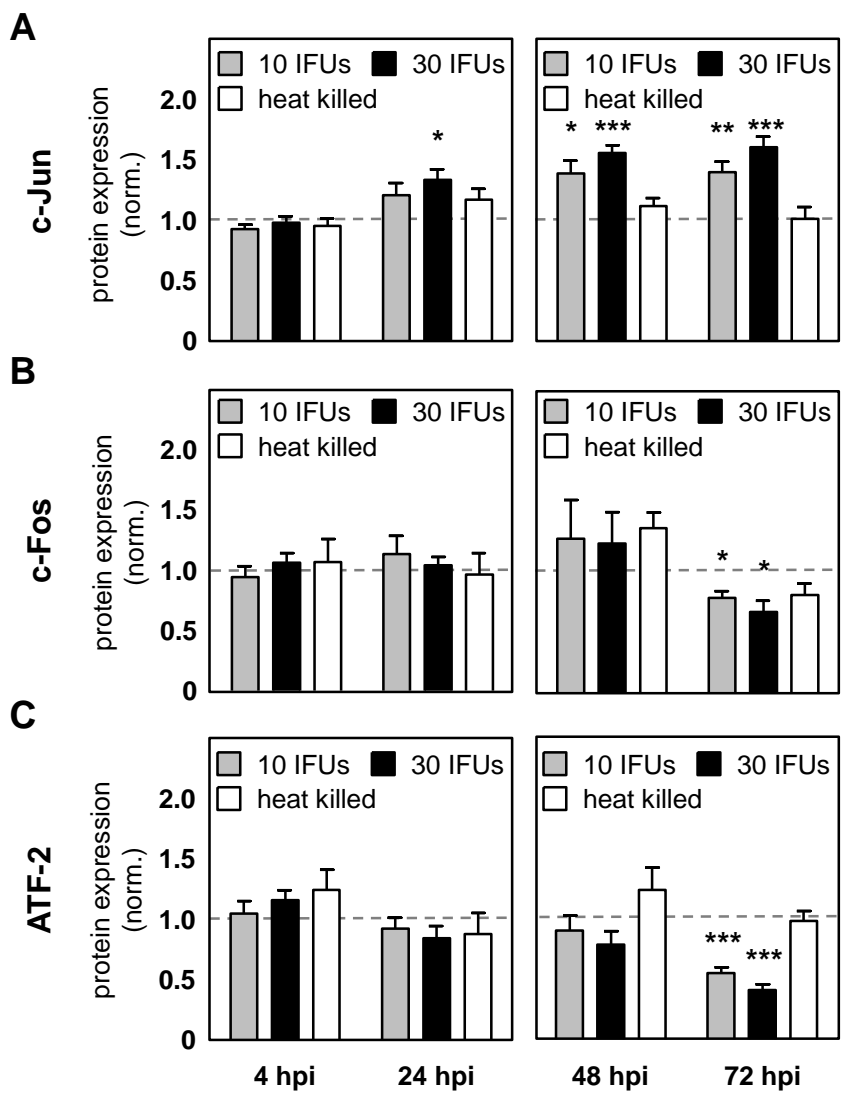 A
c-Jun
protein expression
(norm.)
2.0
1.5
1.0
0.5
0
10 IFUs 30 IFUs
heat killed
*
10 IFUs 30 IFUs
heat killed
* *** ** ***
B
c-Fos
protein expression
(norm.)
2.0
1.5
1.0
0.5
0
10 IFUs 30 IFUs
heat killed
10 IFUs 30 IFUs
heat killed
* *
C
ATF-2
protein expression
(norm.)
2.0
1.5
1.0
0.5
0
10 IFUs 30 IFUs
heat killed
10 IFUs 30 IFUs
heat killed
*** ***
4 hpi 24 hpi 48 hpi 72 hpi